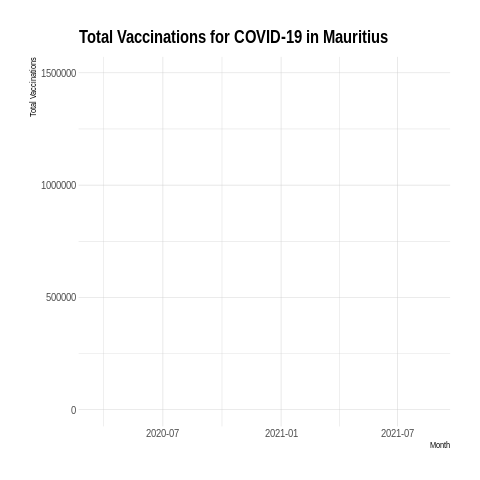 Total Vaccinations for COVID-19 in Mauritius
Total Vaccinations
1500000
1000000
500000
0
2020-07 2021-01 2021-07
Month